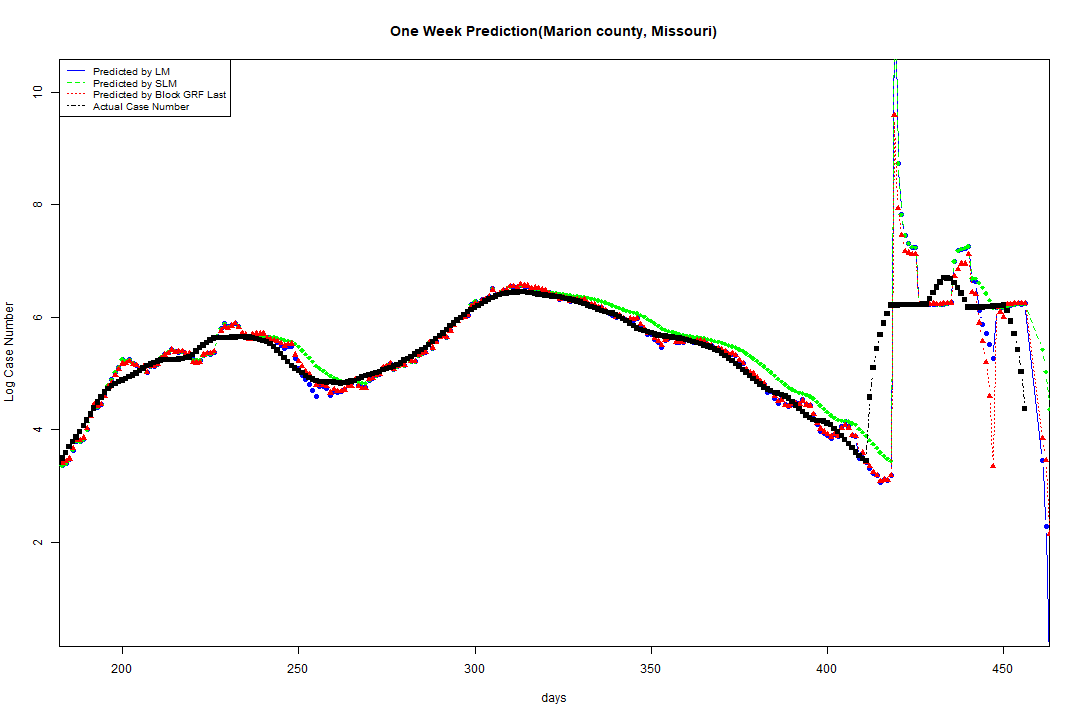 One Week Prediction(Marion county, Missouri)
Predicted by LM
Predicted by SLM
Predicted by Block GRF Last
Actual Case Number
Log Case Number
10
8
6
4
2
200 250 300 350 400 450
days